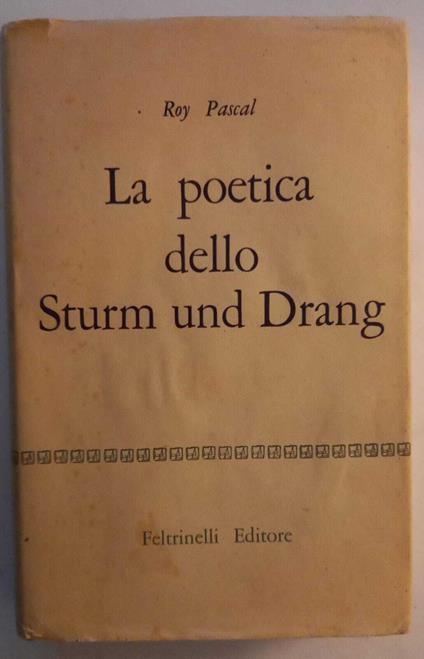 Roy Pascal
La poetica
dello
Sturm und Drang
Feltrinelli Editore